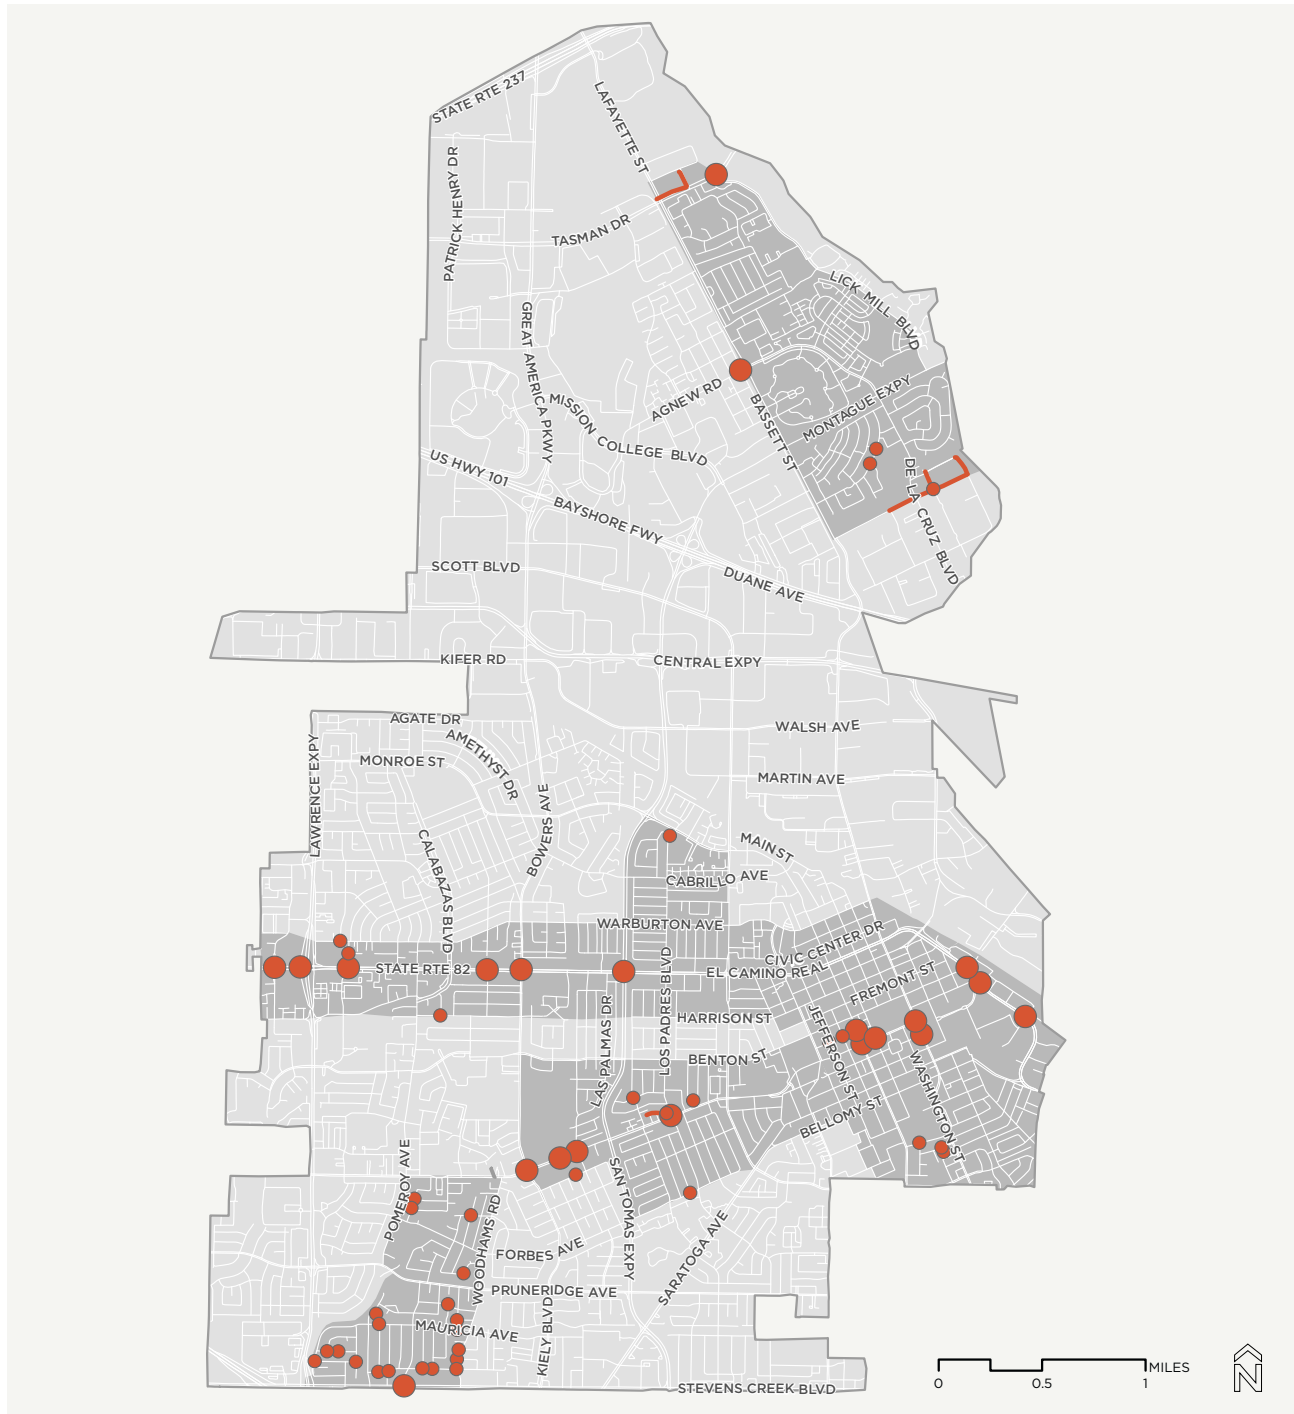 STATE RTE 237
LAFAYETTE ST
PATRICK HENRY DR
TASMAN DR
LICK MILL BLVD
GREAT AMERICA PKWY
AGNEW RD
MONTAGUE EXPY
MISSION COLLEGE BLVD
BASSETT ST
US HWY 101
DE LA CRUZ BLVD
BAYSHORE FWY
SCOTT BLVD
DUANE AVE
KIFER RD
CENTRAL EXPY
AGATE DR
WALSH AVE
AMETHYST DR
MONROE ST
LAWRENCE EXPY
MARTIN AVE
BOWERS AVE
CALABAZAS BLVD
MAIN ST
CABRILLO AVE
WARBURTON AVE
CIVIC CENTER DR
STATE RTE 82
EL CAMINO REAL
FREMONT ST
LOS PADRES BLVD
LAS PALMAS DR
HARRISON ST
JEFFERSON ST
BENTON ST
WASHINGTON ST
BELLOMY ST
POMEROY AVE
SAN TOMAS EXPY
WOODHAMS RD
FORBES AVE
SARATOGA AVE
PRUNERIDGE AVE
MAURICIA AVE
KIELY BLVD
STEVENS CREEK BLVD
MILES
0 0.5 1
N